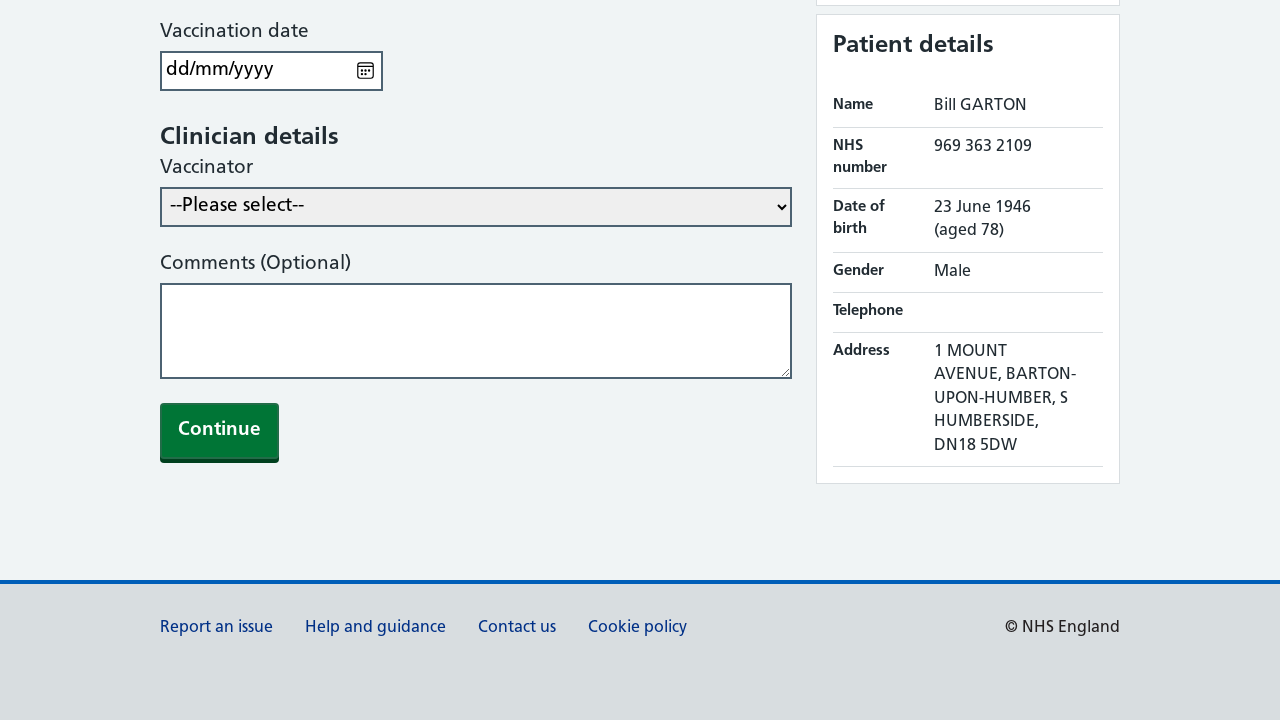 Vaccination date
dd/mm/yyyy
Clinician details
Vaccinator
--Please select--
Comments (Optional)
Continue
Patient details
Name Bill GARTON
NHS number 969 363 2109
Date of birth 23 June 1946
(aged 78)
Gender Male
Telephone
Address 1 MOUNT
AVENUE, BARTON-
UPON-HUMBER, S
HUMBERSIDE,
DN18 5DW
Report an issue Help and guidance Contact us Cookie policy © NHS England